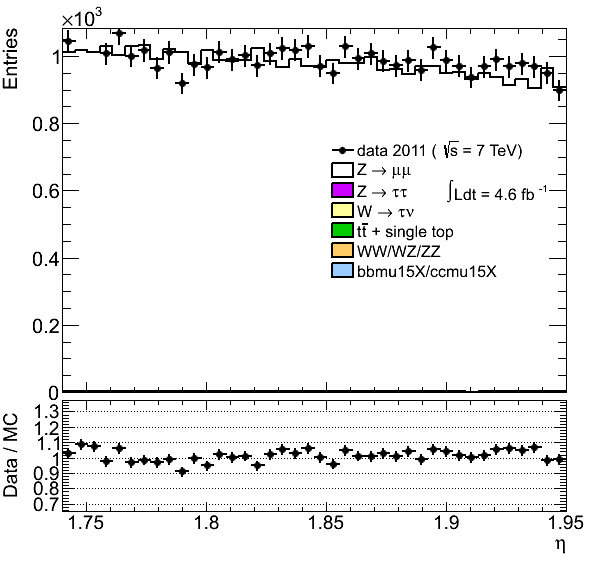 ×10³
Entries
1
0.8
0.6
0.4
0.2
0
data 2011 ( √s = 7 TeV)
Z → μμ
Z → ττ
∫Ldt = 4.6 fb⁻¹
W → τν
tt̄ + single top
WW/WZ/ZZ
bbmu15X/ccmu15X
Data / MC
1.3
1.2
1.1
1
0.9
0.8
0.7
1.75 1.8 1.85 1.9 1.95
η